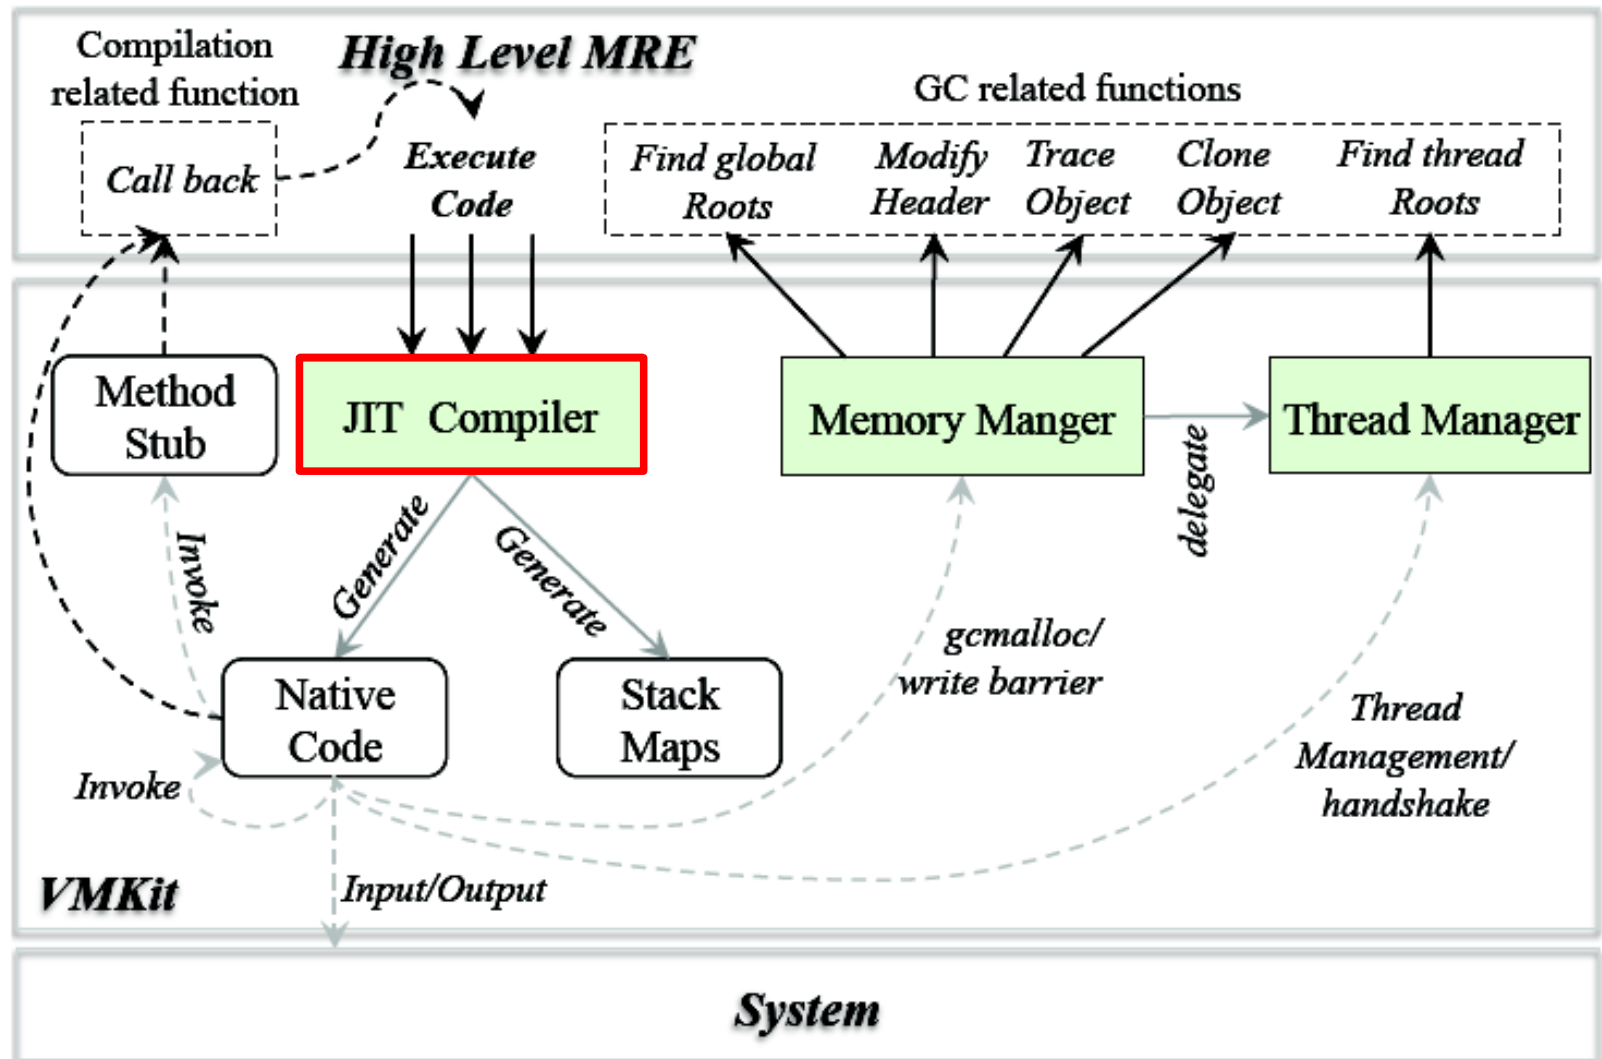 Compilation
related function
High Level MRE
GC related functions
Call back
Execute
Code
Find global
Roots
Modify
Header
Trace
Object
Clone
Object
Find thread
Roots
Method
Stub
JIT Compiler
Memory Manger
delegate
Thread Manager
Invoke
Generate
Generate
gcmalloc/
write barrier
Native
Code
Stack
Maps
Thread
Management/
handshake
Invoke
VMKit
Input/Output
System